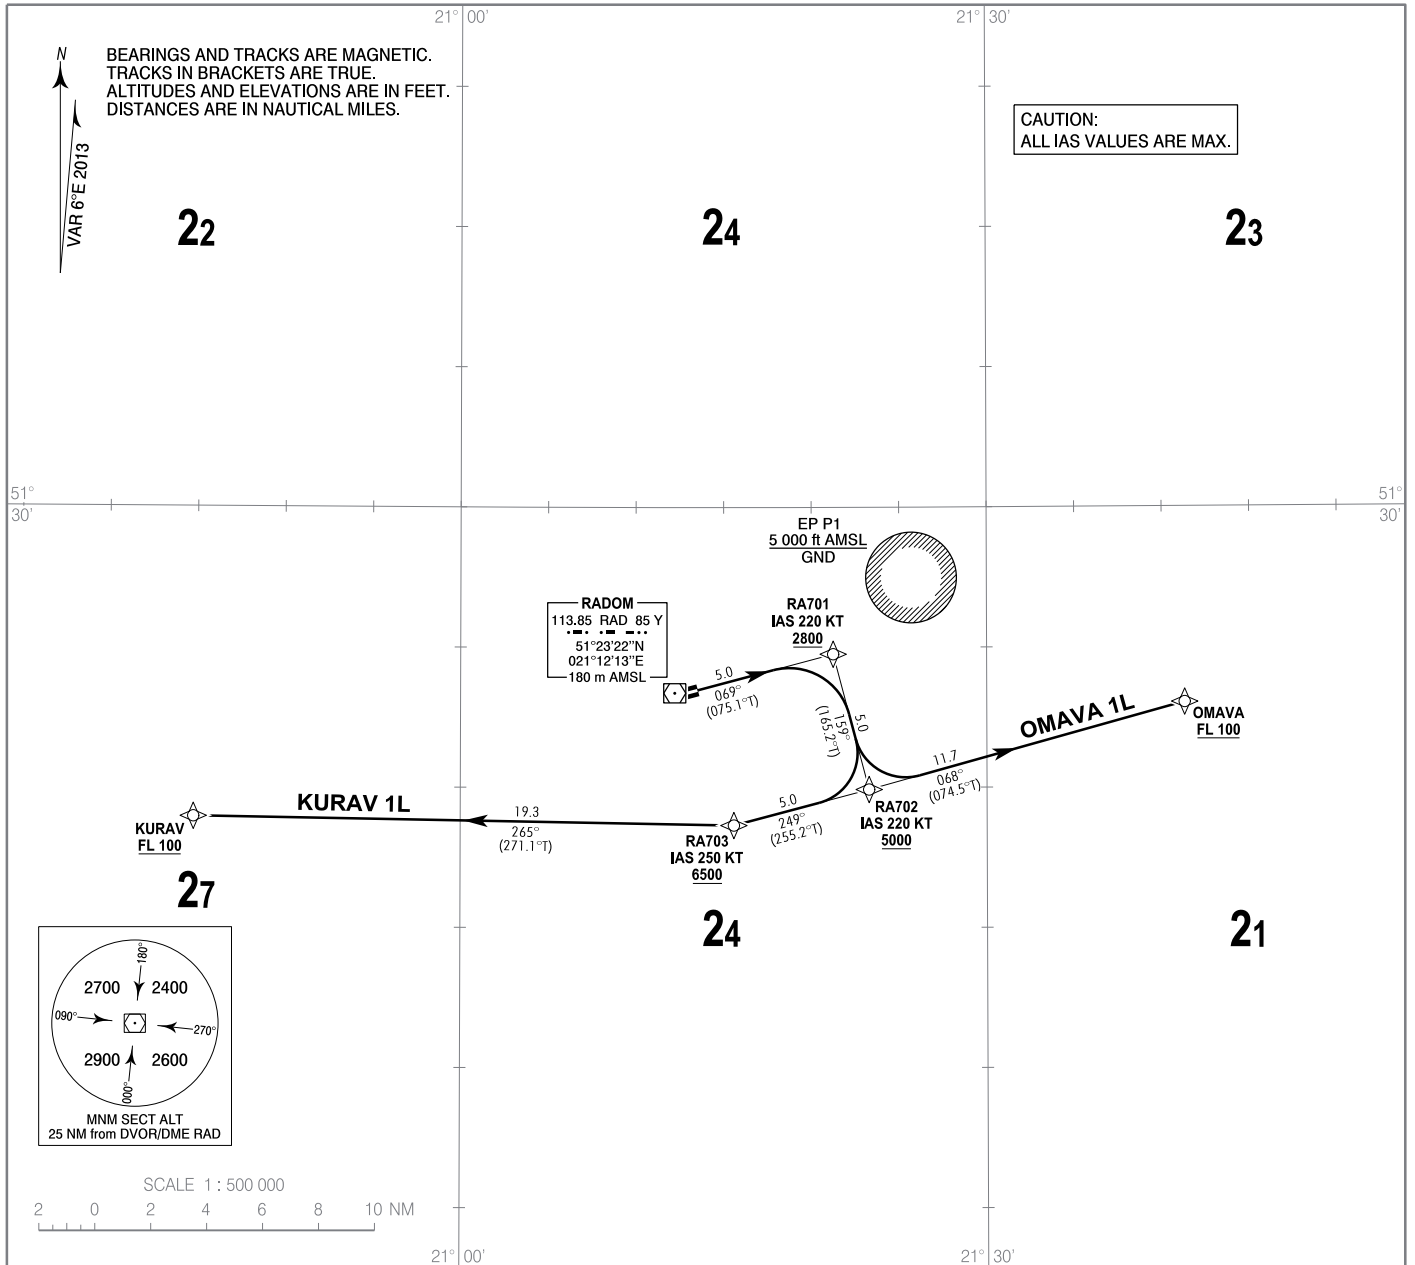 21° 00'
21° 30'
N
VAR 6°E 2013
BEARINGS AND TRACKS ARE MAGNETIC.
TRACKS IN BRACKETS ARE TRUE.
ALTITUDES AND ELEVATIONS ARE IN FEET.
DISTANCES ARE IN NAUTICAL MILES.
CAUTION:
ALL IAS VALUES ARE MAX.
22
24
23
51°
30'
51°
30'
EP P1
5 000 ft AMSL
GND
RADOM
113.85 RAD 85 Y
51°23'22"N
021°12'13"E
180 m AMSL
RA701
IAS 220 KT
2800
5.0
069°
(075.1°T)
5.0
159°
(165.2°T)
OMAVA 1L
OMAVA
FL 100
11.7
068°
(074.5°T)
RA702
IAS 220 KT
5000
5.0
249°
(255.2°T)
RA703
IAS 250 KT
6500
KURAV 1L
19.3
265°
(271.1°T)
KURAV
FL 100
27
24
21
180°
2700
2400
090°
270°
2900
2600
000°
MNM SECT ALT
25 NM from DVOR/DME RAD
SCALE 1 : 500 000
2 0 2 4 6 8 10 NM
21° 00'
21° 30'